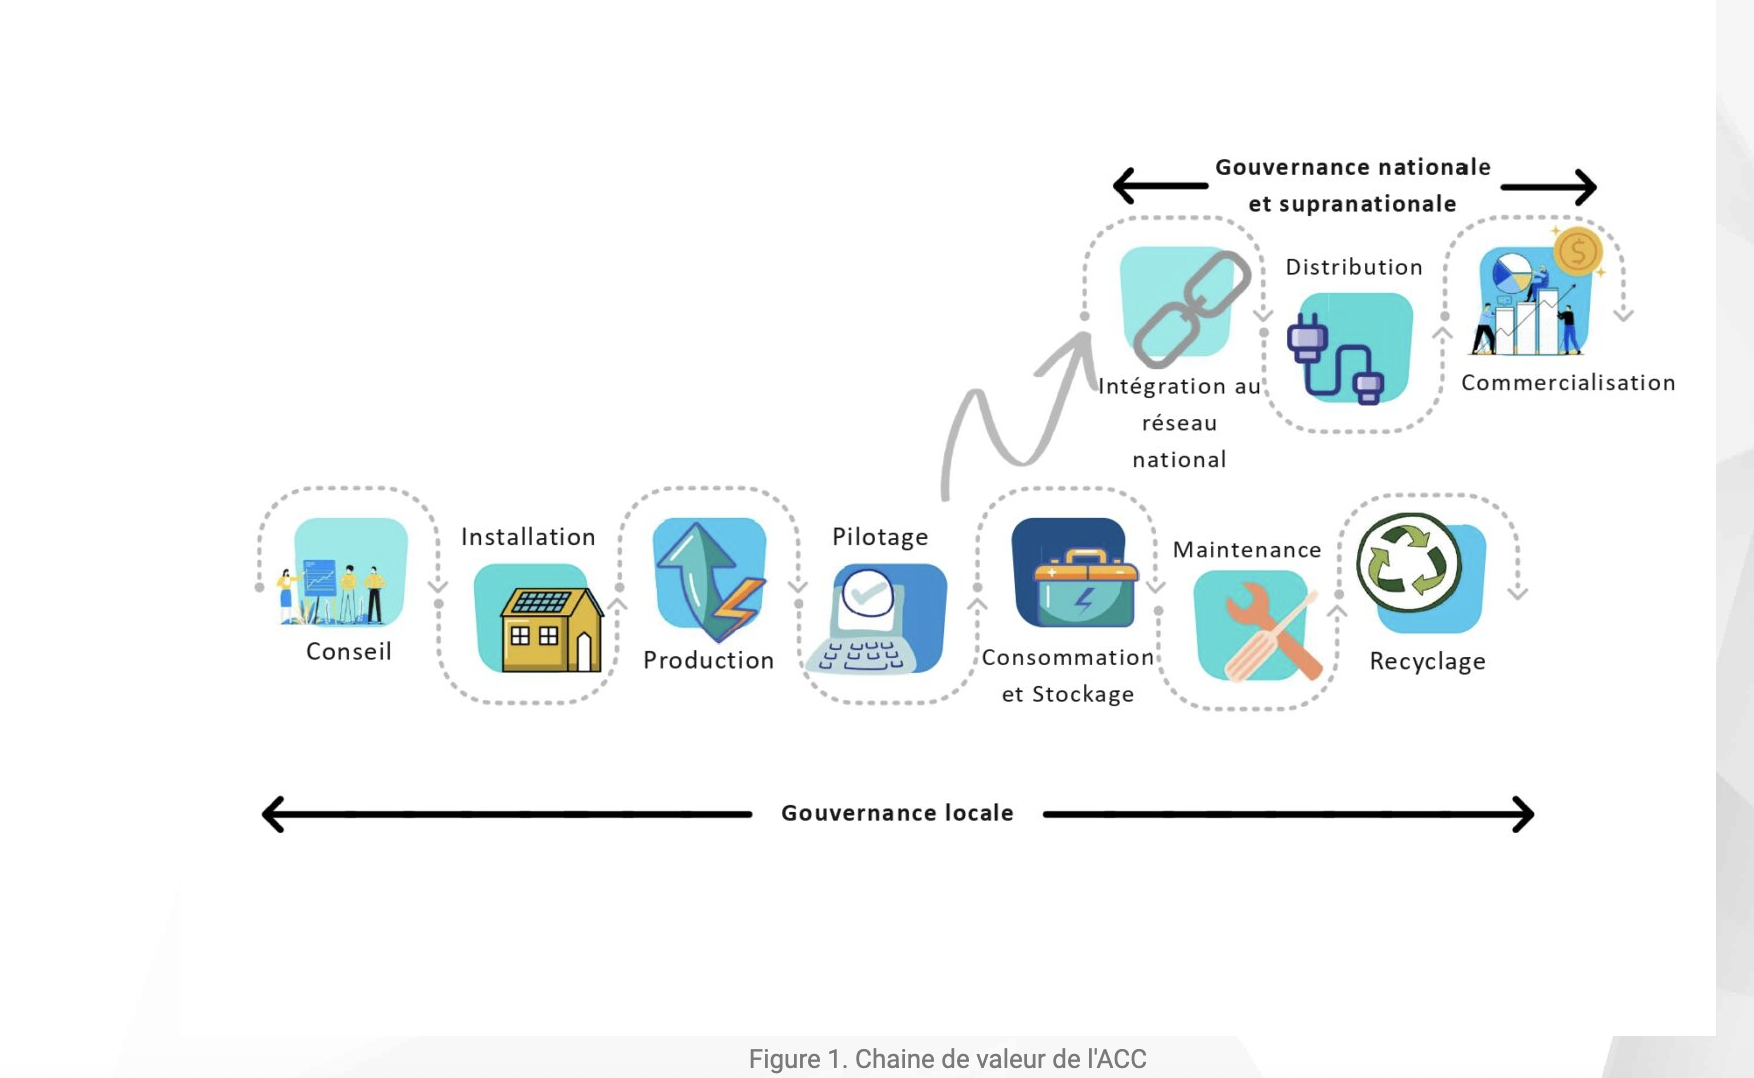 Gouvernance nationale
et supranationale
Distribution
Intégration au
réseau
national
Commercialisation
Conseil
Installation
Production
Pilotage
Consommation
et Stockage
Maintenance
Recyclage
Gouvernance locale
Figure 1. Chaine de valeur de l'ACC